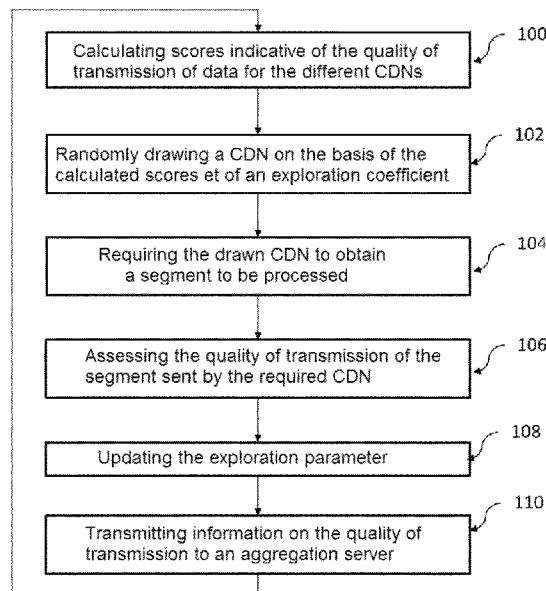 Calculating scores indicative of the quality of
transmission of data for the different CDNs
100
Randomly drawing a CDN on the basis of the
calculated scores et of an exploration coefficient
102
Requiring the drawn CDN to obtain
a segment to be processed
104
Assessing the quality of transmission of the
segment sent by the required CDN
106
Updating the exploration parameter
108
Transmitting information on the quality of
transmission to an aggregation server
110